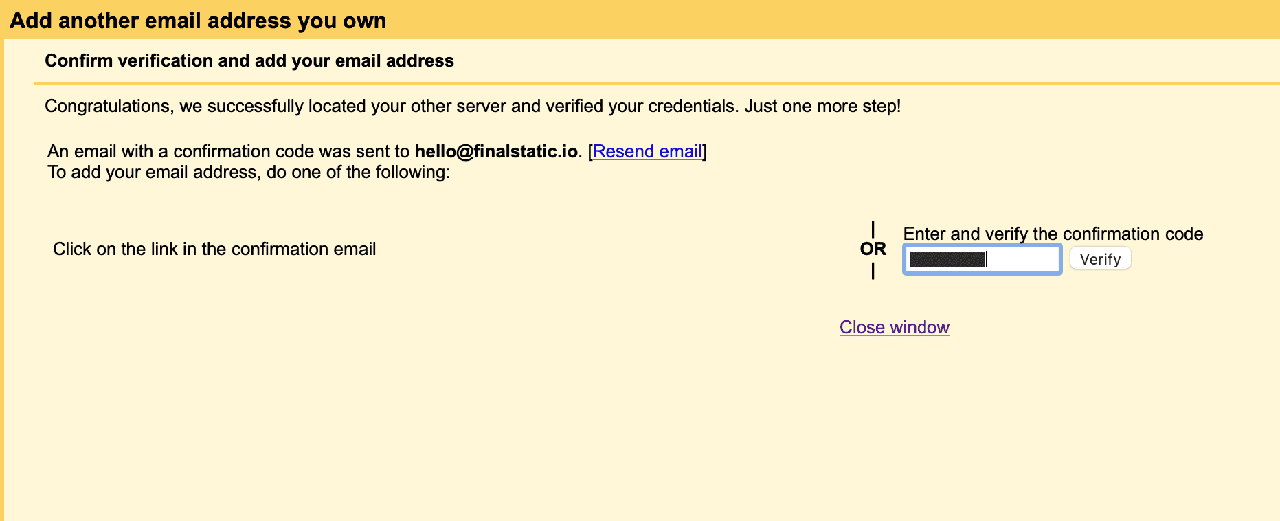 Add another email address you own
Confirm verification and add your email address
Congratulations, we successfully located your other server and verified your credentials. Just one more step!
An email with a confirmation code was sent to hello@finalstatic.io. [Resend email]
To add your email address, do one of the following:
Click on the link in the confirmation email
OR
Enter and verify the confirmation code
Verify
Close window